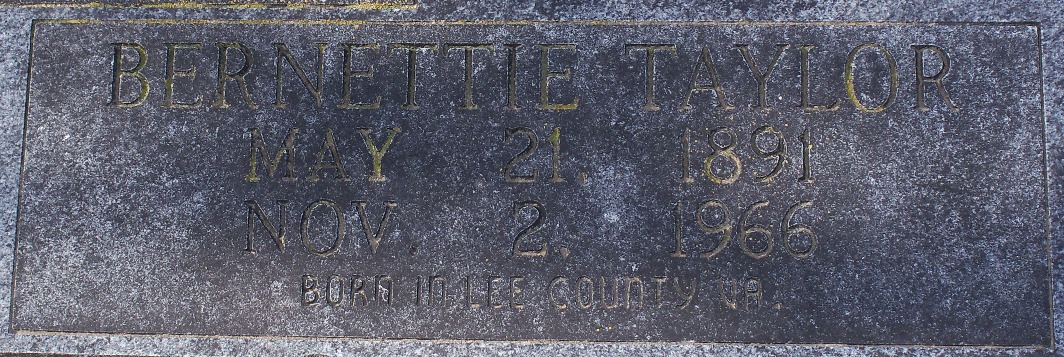 BERNETTIE TAYLOR
MAY 21, 1891
NOV. 2, 1966
BORN IN LEE COUNTY VA.